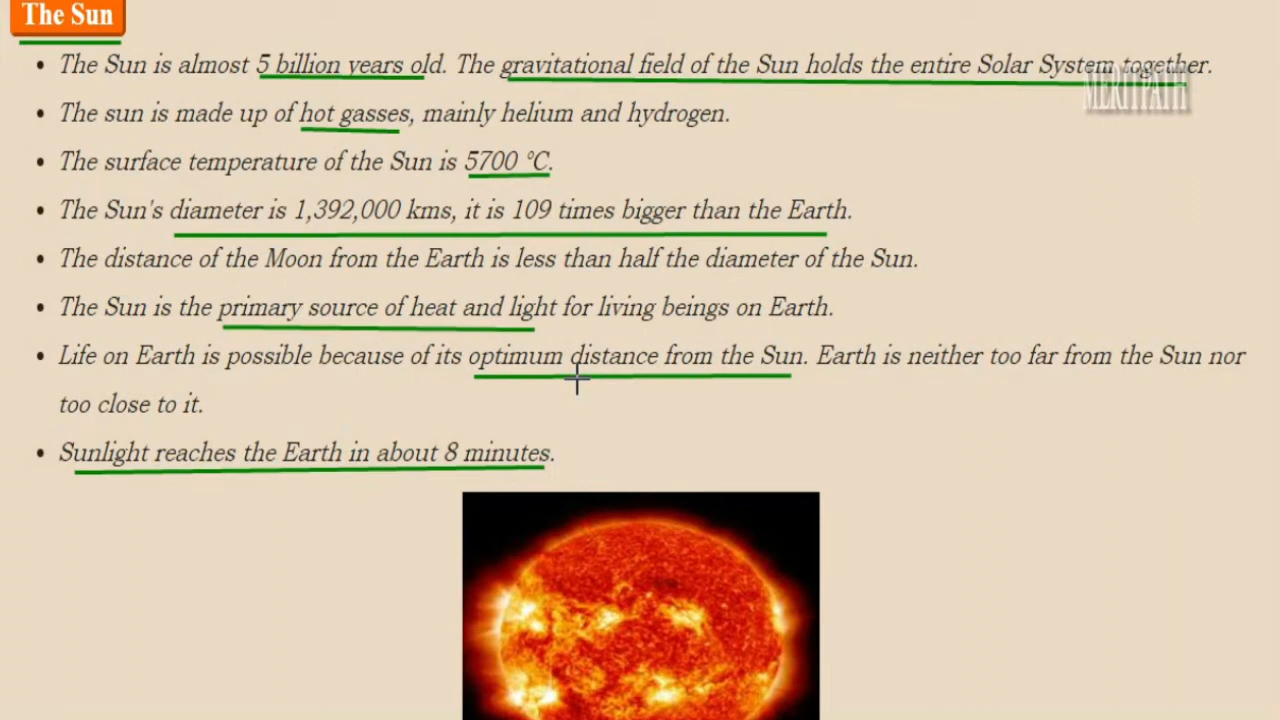 The Sun
• The Sun is almost 5 billion years old. The gravitational field of the Sun holds the entire Solar System together.
MERITPATH
• The sun is made up of hot gasses, mainly helium and hydrogen.
• The surface temperature of the Sun is 5700 °C.
• The Sun's diameter is 1,392,000 kms, it is 109 times bigger than the Earth.
• The distance of the Moon from the Earth is less than half the diameter of the Sun.
• The Sun is the primary source of heat and light for living beings on Earth.
• Life on Earth is possible because of its optimum distance from the Sun. Earth is neither too far from the Sun nor
too close to it.
• Sunlight reaches the Earth in about 8 minutes.